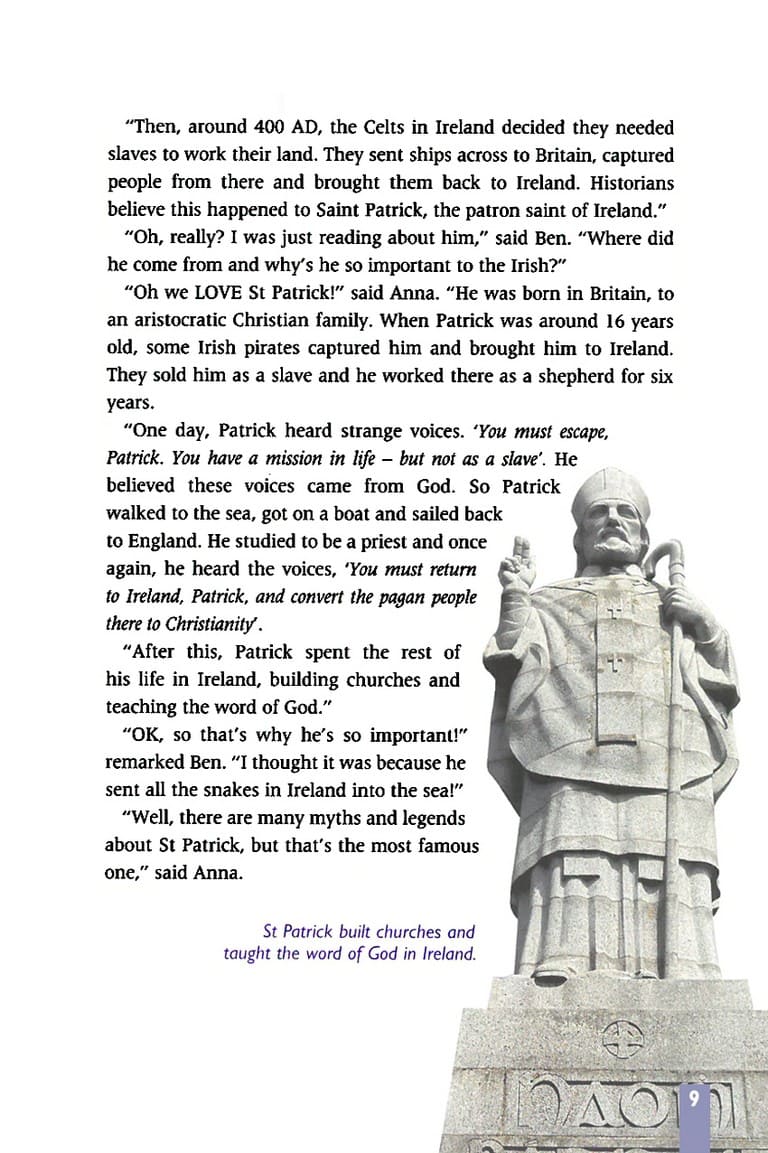 “Then, around 400 AD, the Celts in Ireland decided they needed
slaves to work their land. They sent ships across to Britain, captured
people from there and brought them back to Ireland. Historians
believe this happened to Saint Patrick, the patron saint of Ireland.”
“Oh, really? I was just reading about him,” said Ben. “Where did
he come from and why’s he so important to the Irish?”
“Oh we LOVE St Patrick!” said Anna. “He was born in Britain, to
an aristocratic Christian family. When Patrick was around 16 years
old, some Irish pirates captured him and brought him to Ireland.
They sold him as a slave and he worked there as a shepherd for six
years.
“One day, Patrick heard strange voices. ‘You must escape,
Patrick. You have a mission in life – but not as a slave’. He
believed these voices came from God. So Patrick
walked to the sea, got on a boat and sailed back
to England. He studied to be a priest and once
again, he heard the voices, ‘You must return
to Ireland, Patrick, and convert the pagan people
there to Christianity’.
“After this, Patrick spent the rest of
his life in Ireland, building churches and
teaching the word of God.”
“OK, so that’s why he’s so important!”
remarked Ben. “I thought it was because he
sent all the snakes in Ireland into the sea!”
“Well, there are many myths and legends
about St Patrick, but that’s the most famous
one,” said Anna.
St Patrick built churches and
taught the word of God in Ireland.
NAOM
9